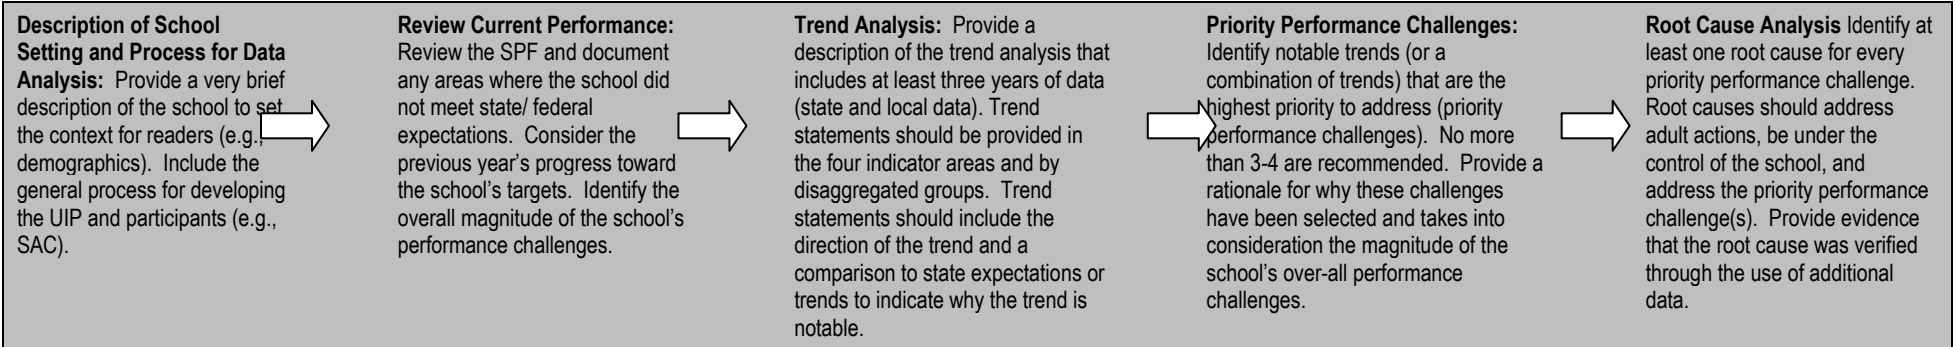 Description of School
Setting and Process for Data
Analysis:  Provide a very brief
description of the school to set
the context for readers (e.g.,
demographics).  Include the
general process for developing
the UIP and participants (e.g.,
SAC).
Review Current Performance:
Review the SPF and document
any areas where the school did
not meet state/ federal
expectations.  Consider the
previous year's progress toward
the school's targets.  Identify the
overall magnitude of the school's
performance challenges.
Trend Analysis:  Provide a
description of the trend analysis that
includes at least three years of data
(state and local data). Trend
statements should be provided in
the four indicator areas and by
disaggregated groups.  Trend
statements should include the
direction of the trend and a
comparison to state expectations or
trends to indicate why the trend is
notable.
Priority Performance Challenges:
Identify notable trends (or a
combination of trends) that are the
highest priority to address (priority
performance challenges).  No more
than 3-4 are recommended.  Provide a
rationale for why these challenges
have been selected and takes into
consideration the magnitude of the
school's over-all performance
challenges.
Root Cause Analysis Identify at
least one root cause for every
priority performance challenge.
Root causes should address
adult actions, be under the
control of the school, and
address the priority performance
challenge(s).  Provide evidence
that the root cause was verified
through the use of additional
data.